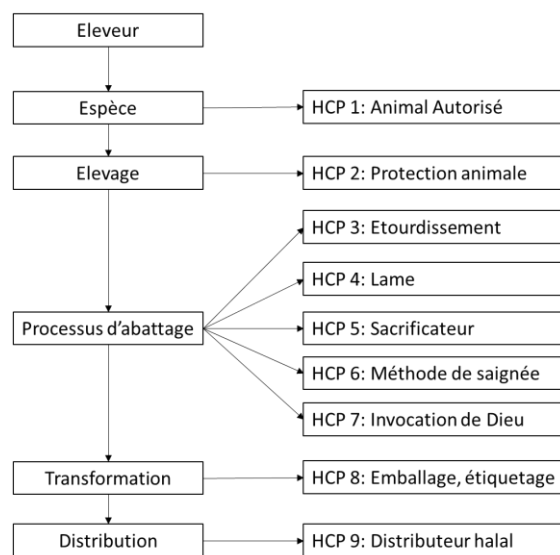 Eleveur
Espèce
HCP 1: Animal Autorisé
Elevage
HCP 2: Protection animale
HCP 3: Etourdissement
HCP 4: Lame
Processus d'abattage
HCP 5: Sacrificateur
HCP 6: Méthode de saignée
HCP 7: Invocation de Dieu
Transformation
HCP 8: Emballage, étiquetage
Distribution
HCP 9: Distributeur halal